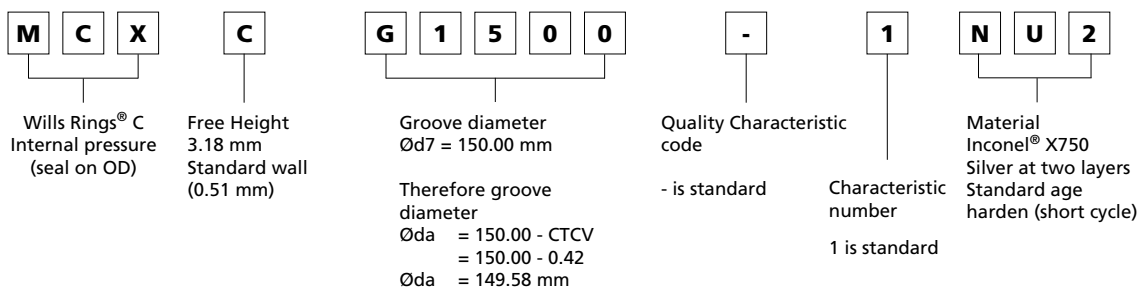 M C X C G 1 5 0 0 - 1 N U 2
Wills Rings® C
Internal pressure
(seal on OD)
Free Height
3.18 mm
Standard wall
(0.51 mm)
Groove diameter
Ød7 = 150.00 mm
Therefore groove
diameter
Øda = 150.00 - CTCV
= 150.00 - 0.42
Øda = 149.58 mm
Quality Characteristic
code
- is standard
Characteristic
number
1 is standard
Material
Inconel® X750
Silver at two layers
Standard age
harden (short cycle)